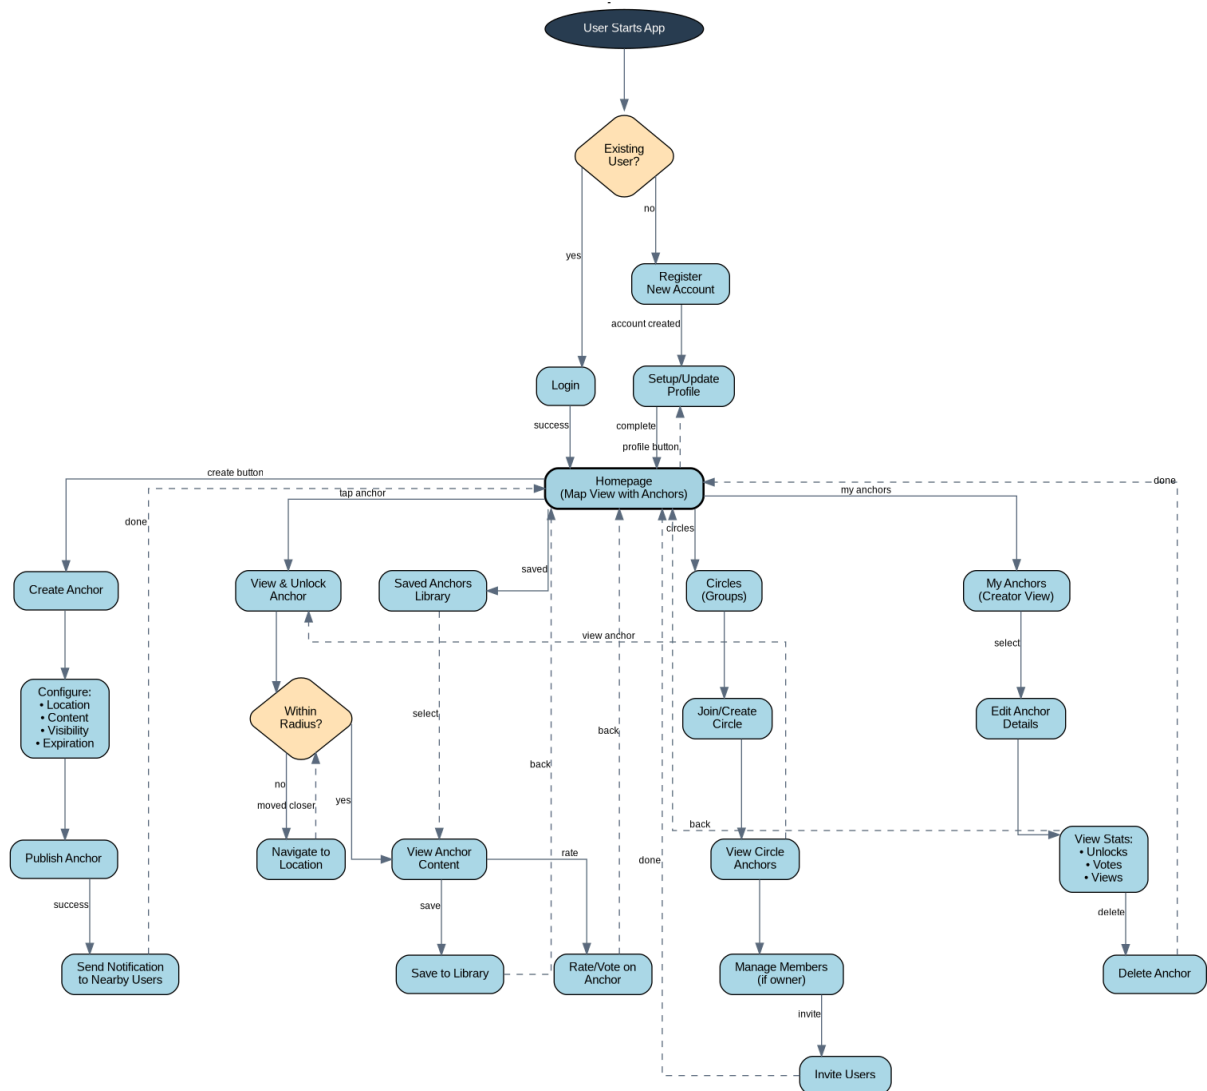 User Starts App
Existing
User?
no
yes
Register
New Account
account created
Login
Setup/Update
Profile
success
complete
profile button
Homepage
(Map View with Anchors)
create button
tap anchor
my anchors
done
done
circles
saved
Create Anchor
View & Unlock
Anchor
Saved Anchors
Library
Circles
(Groups)
My Anchors
(Creator View)
view anchor
select
Configure:
• Location
• Content
• Visibility
• Expiration
Within
Radius?
select
Join/Create
Circle
Edit Anchor
Details
back
back
no
moved closer
yes
back
Publish Anchor
Navigate to
Location
View Anchor
Content
rate
done
View Circle
Anchors
View Stats:
• Unlocks
• Votes
• Views
success
save
delete
Send Notification
to Nearby Users
Save to Library
Rate/Vote on
Anchor
Manage Members
(if owner)
Delete Anchor
invite
Invite Users